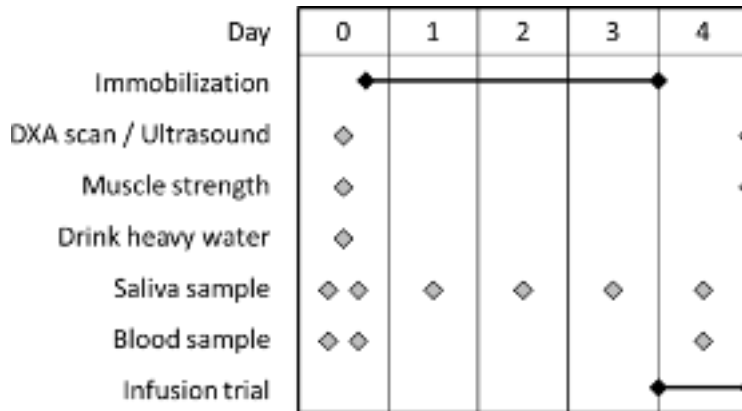 Day 0 1 2 3 4
Immobilization
DXA scan / Ultrasound
Muscle strength
Drink heavy water
Saliva sample
Blood sample
Infusion trial